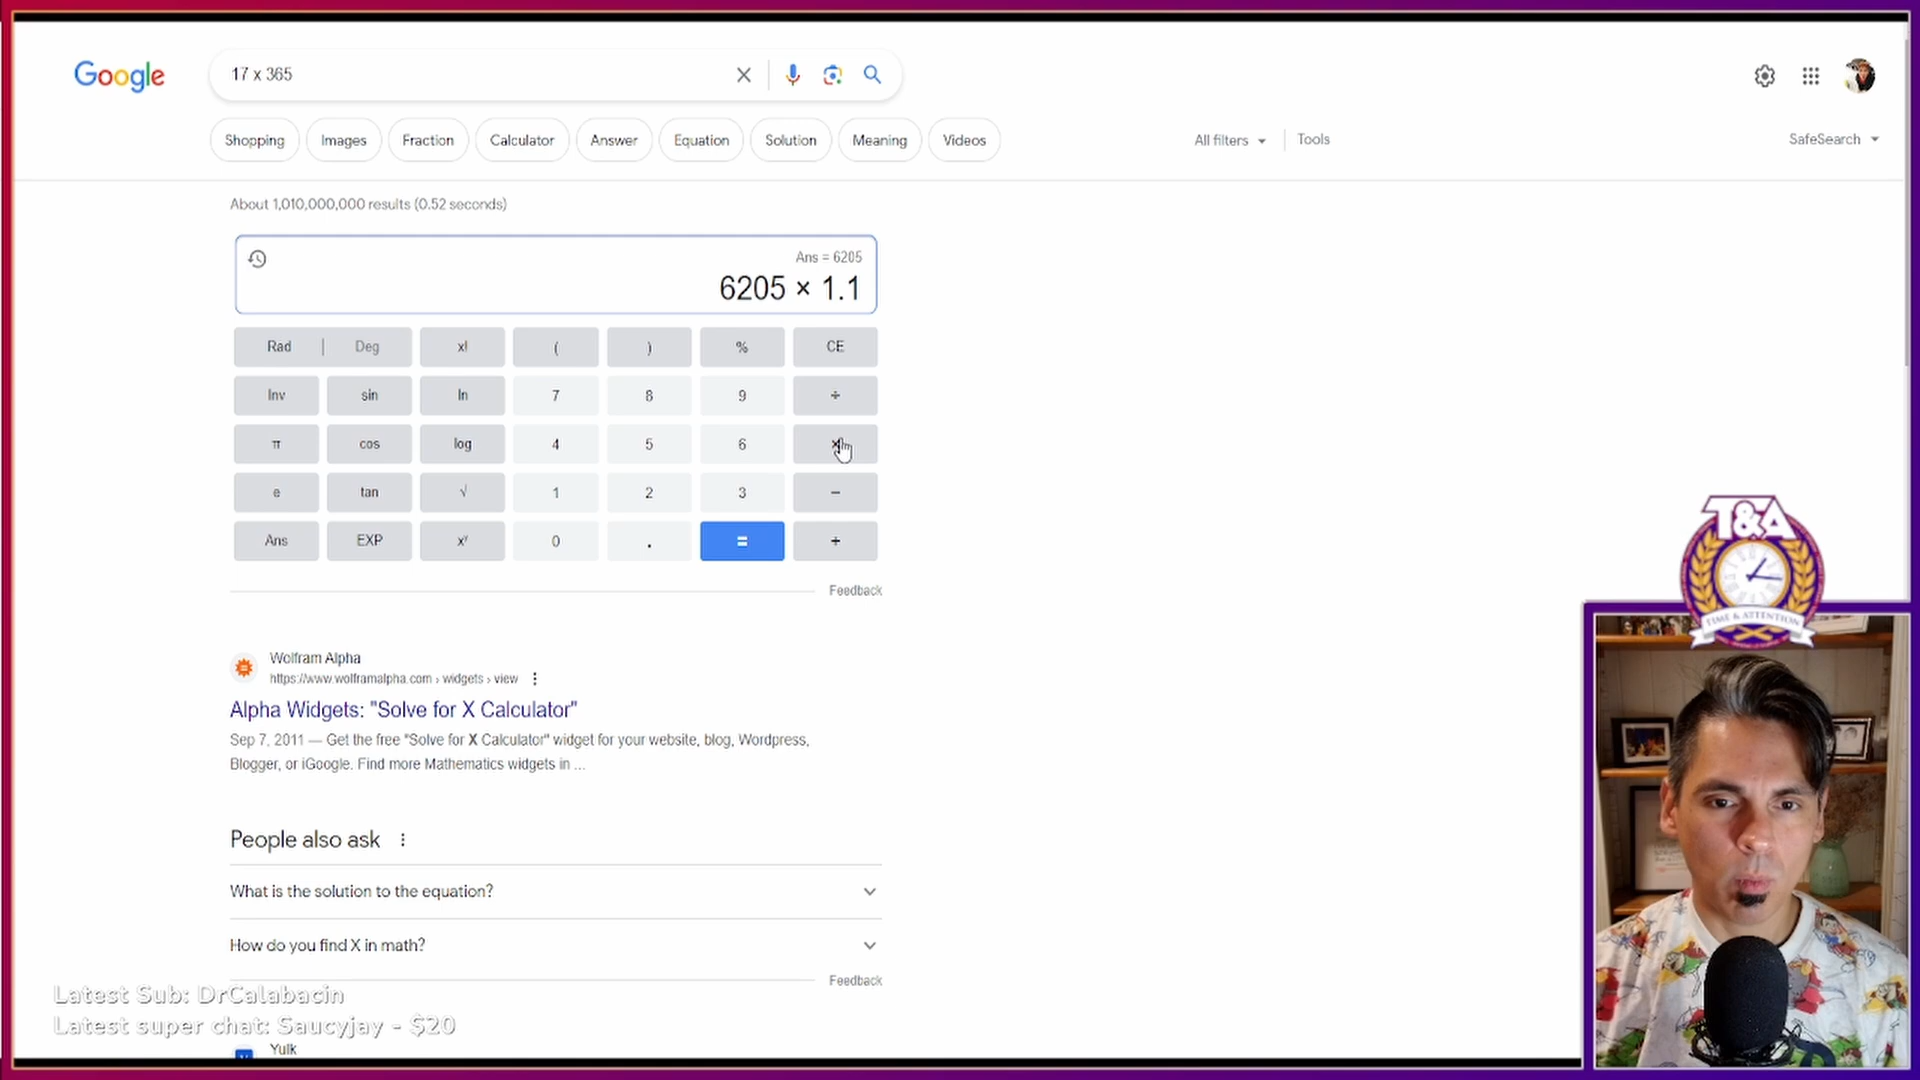 Google
17 x 365
Shopping
Images
Fraction
Calculator
Answer
Equation
Solution
Meaning
Videos
All filters
Tools
SafeSearch
About 1,010,000,000 results (0.52 seconds)
Ans = 6205
6205 × 1.1
Rad | Deg x! ( ) % CE
Inv sin ln 7 8 9 ÷
π cos log 4 5 6 ×
e tan √ 1 2 3 −
Ans EXP xʸ 0 . = +
Feedback
Wolfram Alpha
https://www.wolframalpha.com › widgets › view
Alpha Widgets: "Solve for X Calculator"
Sep 7, 2011 — Get the free "Solve for X Calculator" widget for your website, blog, Wordpress,
Blogger, or iGoogle. Find more Mathematics widgets in ...
People also ask
What is the solution to the equation?
How do you find X in math?
Feedback
Yulk
Latest Sub: DrCalabacin
Latest super chat: Saucyjay - $20
T&A
TIME & ATTENTION